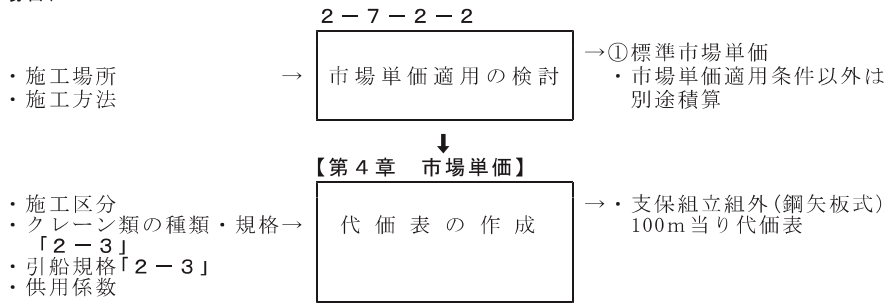 2－7－2－2
・施工場所
・施工方法
→
市場単価適用の検討
→①標準市場単価
・市場単価適用条件以外は
別途積算
⬇
【第4章　市場単価】
・施工区分
・クレーン類の種類・規格→
「2－3」
・引船規格「2－3」
・供用係数
代価表の作成
→・支保組立組外(鋼矢板式)
100m当り代価表